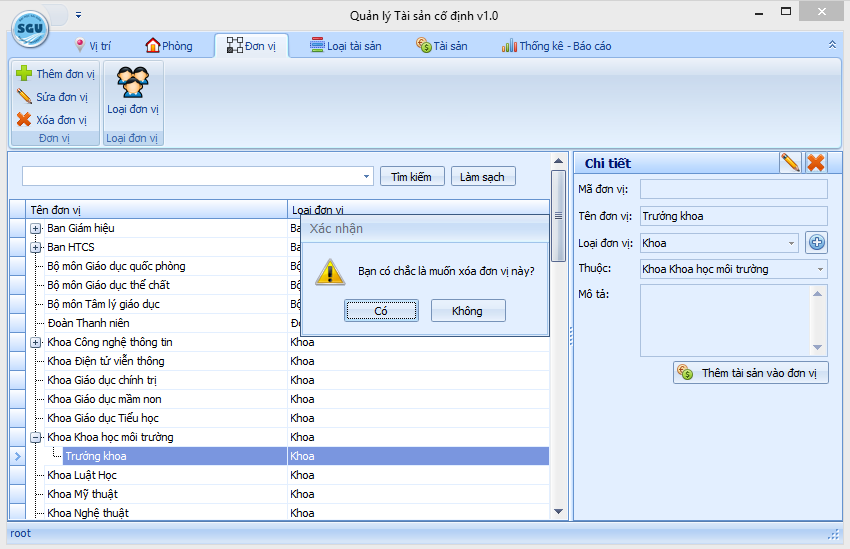 Quản lý Tài sản cố định v1.0
SGU
Vị trí
Phòng
Đơn vị
Loại tài sản
Tài sản
Thống kê - Báo cáo
Thêm đơn vị
Sửa đơn vị
Xóa đơn vị
Đơn vị
Loại đơn vị
Loại đơn vị
Tìm kiếm
Làm sạch
Tên đơn vị
Loại đơn vị
Ban Giám hiệu
Ba
Ban HTCS
Ba
Bộ môn Giáo dục quốc phòng
Bộ
Bộ môn Giáo dục thể chất
Bộ
Bộ môn Tâm lý giáo dục
Bộ
Đoàn Thanh niên
Đo
Khoa Công nghệ thông tin
Khoa
Khoa Điện tử viễn thông
Khoa
Khoa Giáo dục chính trị
Khoa
Khoa Giáo dục mầm non
Khoa
Khoa Giáo dục Tiểu học
Khoa
Khoa Khoa học môi trường
Khoa
Trưởng khoa
Khoa
Khoa Luật Học
Khoa
Khoa Mỹ thuật
Khoa
Khoa Nghệ thuật
Khoa
Xác nhận
Bạn có chắc là muốn xóa đơn vị này?
Có
Không
Chi tiết
Mã đơn vị:
Tên đơn vị:
Trưởng khoa
Loại đơn vị:
Khoa
Thuộc:
Khoa Khoa học môi trường
Mô tả:
Thêm tài sản vào đơn vị
root